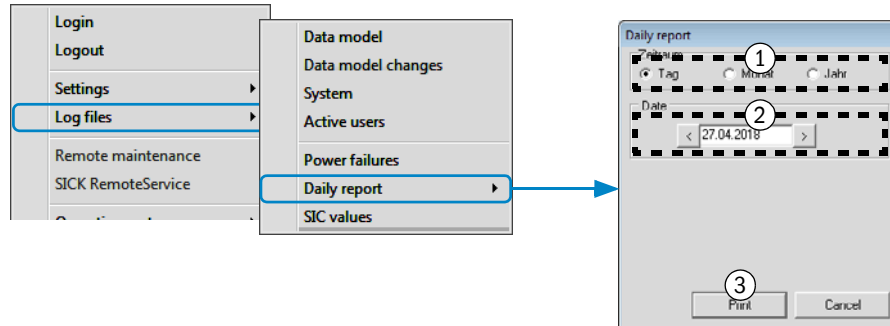 Login
Logout
Settings
Log files
Remote maintenance
SICK RemoteService
Data model
Data model changes
System
Active users
Power failures
Daily report
SIC values
Daily report
Zeitraum
1
Tag Monat Jahr
Date
2
< 27.04.2018 >
3
Print Cancel